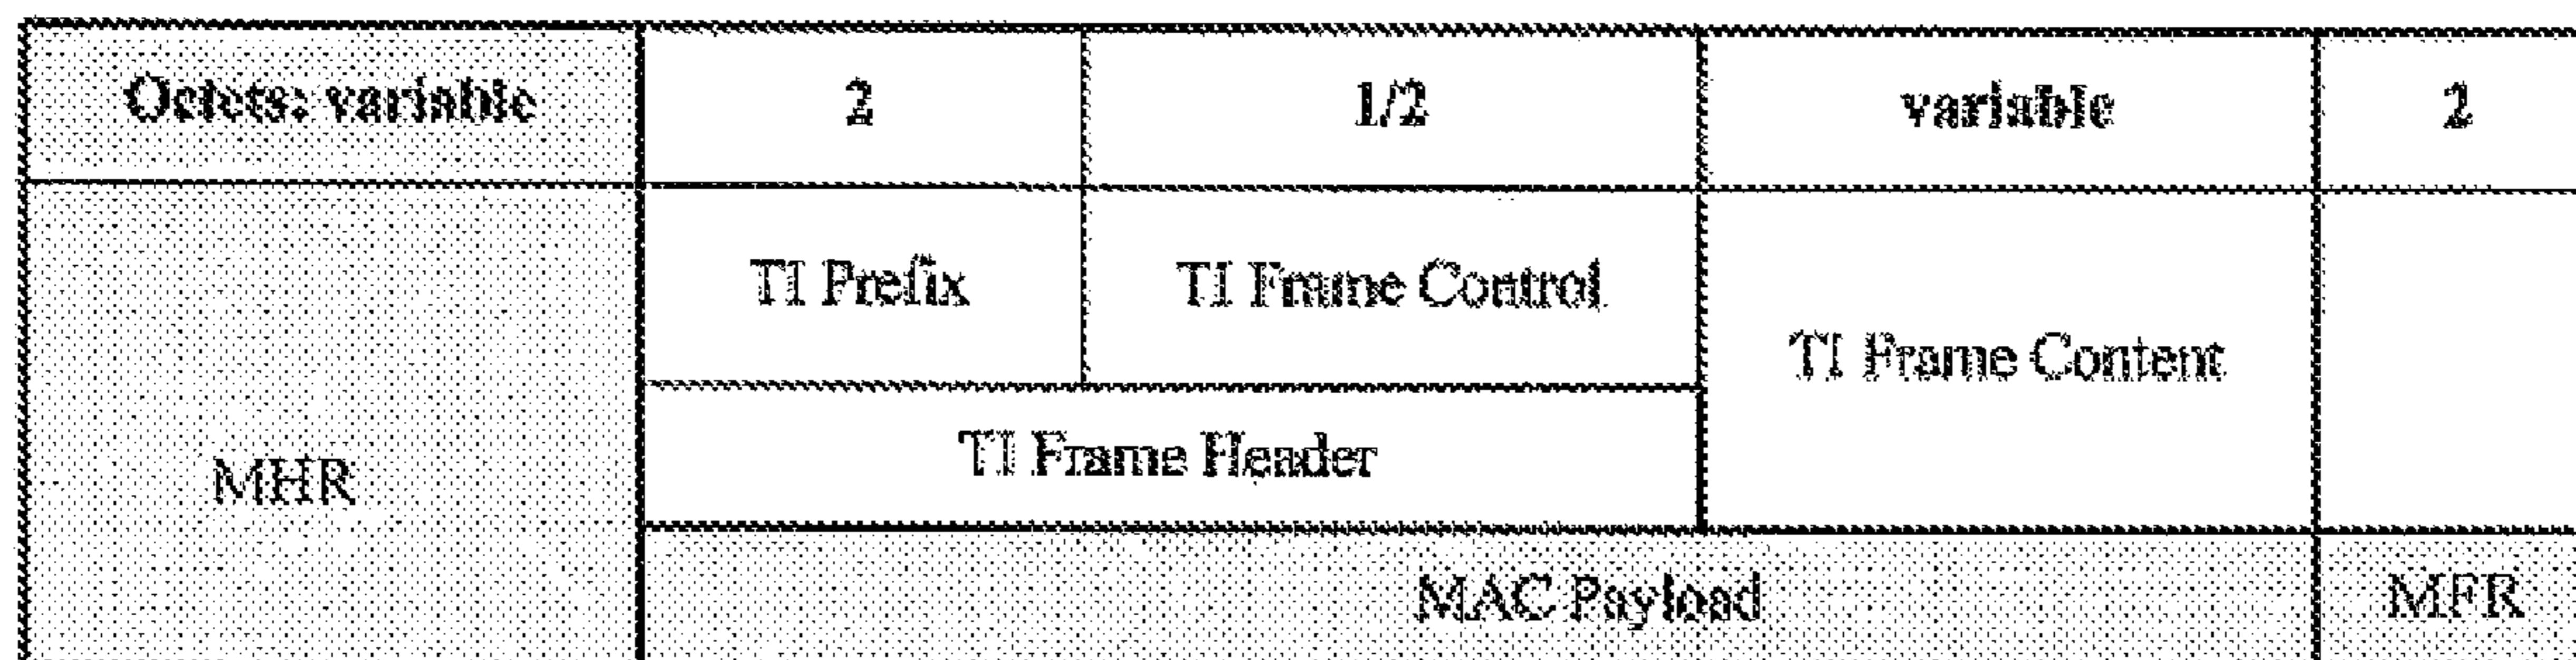 Octets: variable 2 1/2 variable 2
TI Prefix TI Frame Control
TI Frame Content
TI Frame Header
MHR
MAC Payload MFR